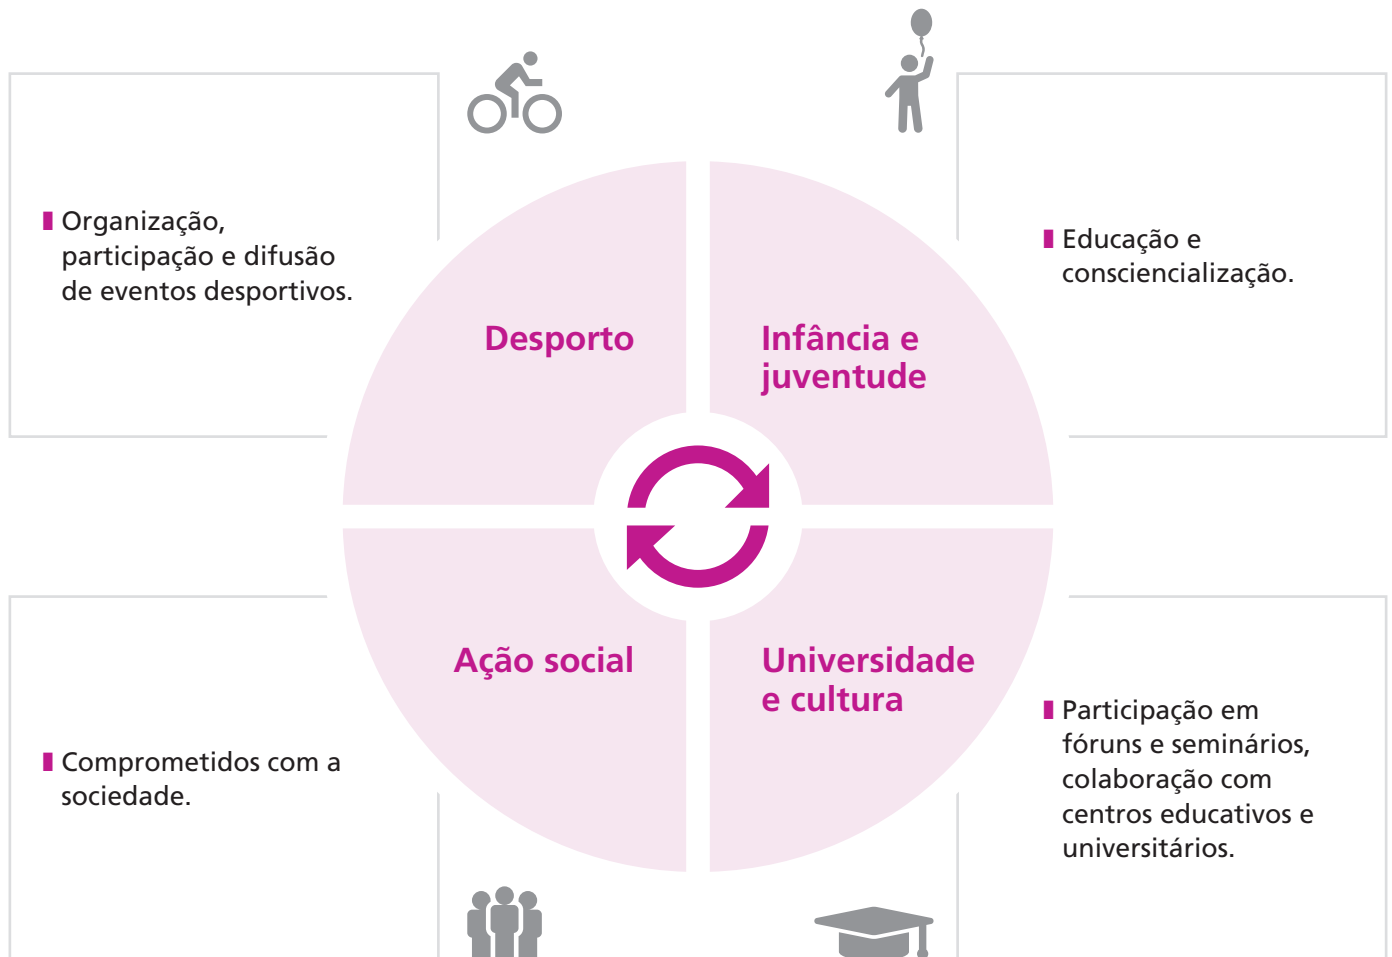 Organização,
participação e difusão
de eventos desportivos.
Educação e
consciencialização.
Desporto
Infância e
juventude
Ação social
Universidade
e cultura
Comprometidos com a
sociedade.
Participação em
fóruns e seminários,
colaboração com
centros educativos e
universitários.